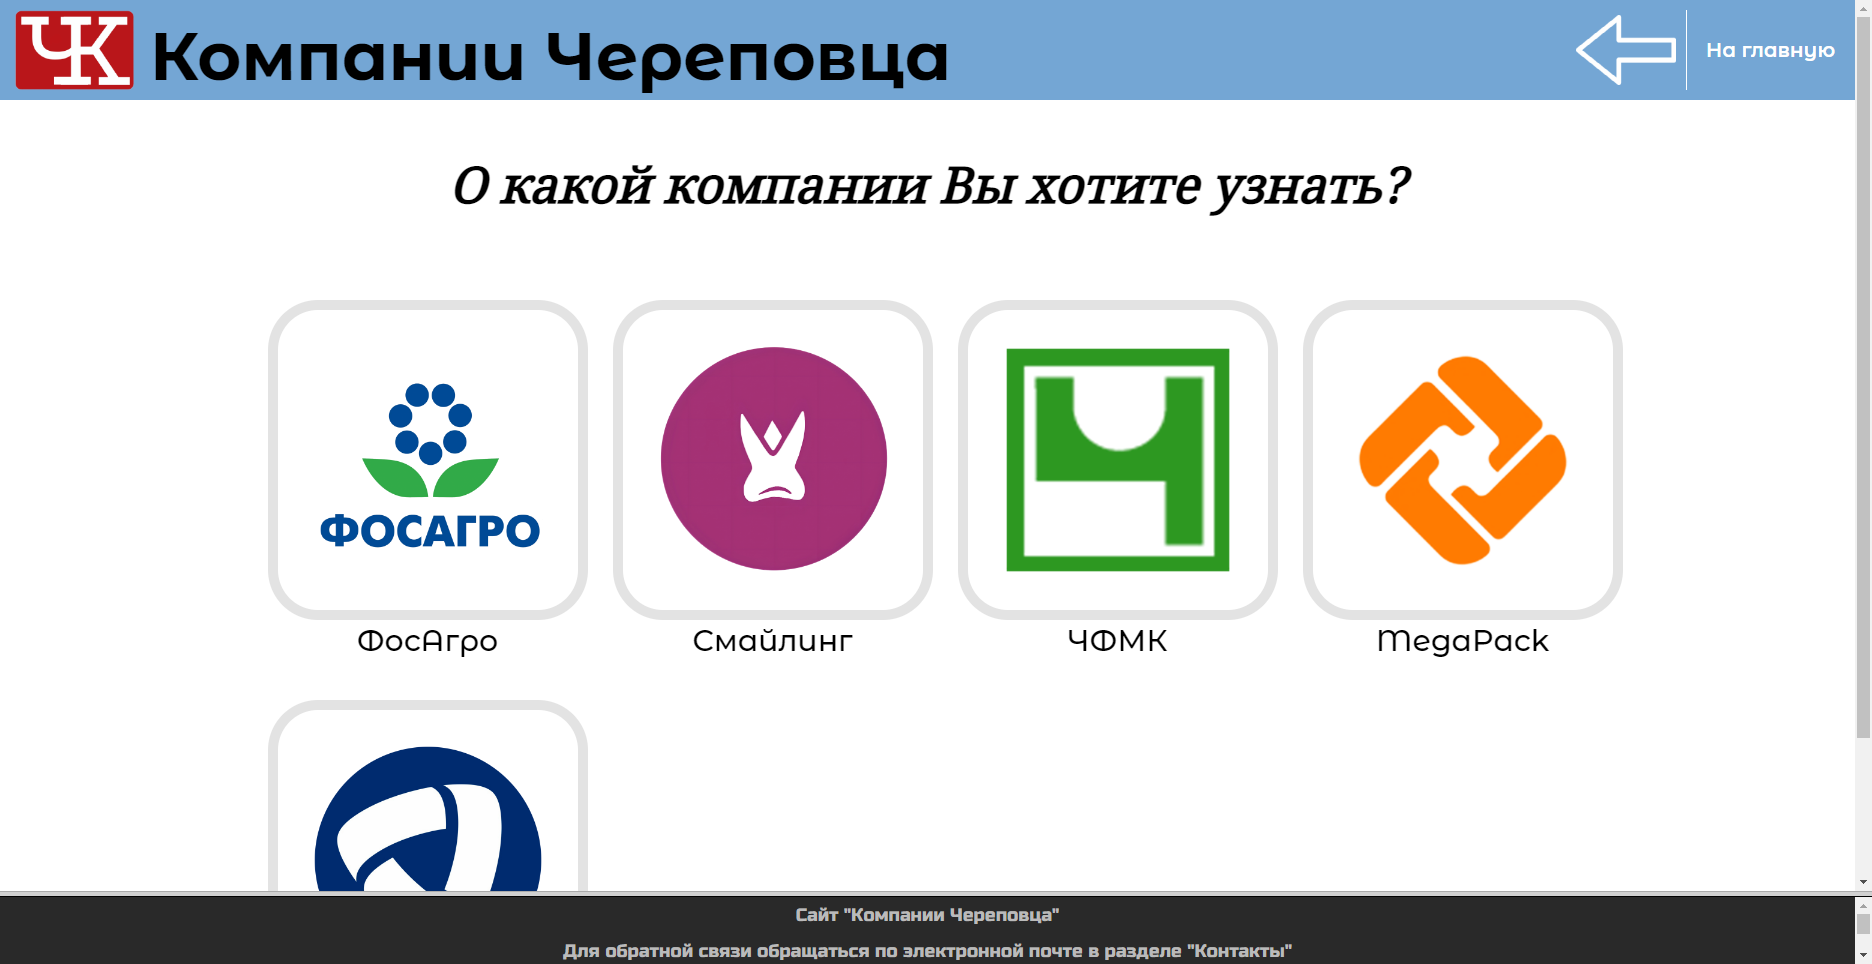 ЧК Компании Череповца
На главную
О какой компании Вы хотите узнать?
ФОСАГРО
Ч
ФосАгро
Смайлинг
ЧФМК
MegaPack
Сайт "Компании Череповца"
Для обратной связи обращаться по электронной почте в разделе "Контакты"